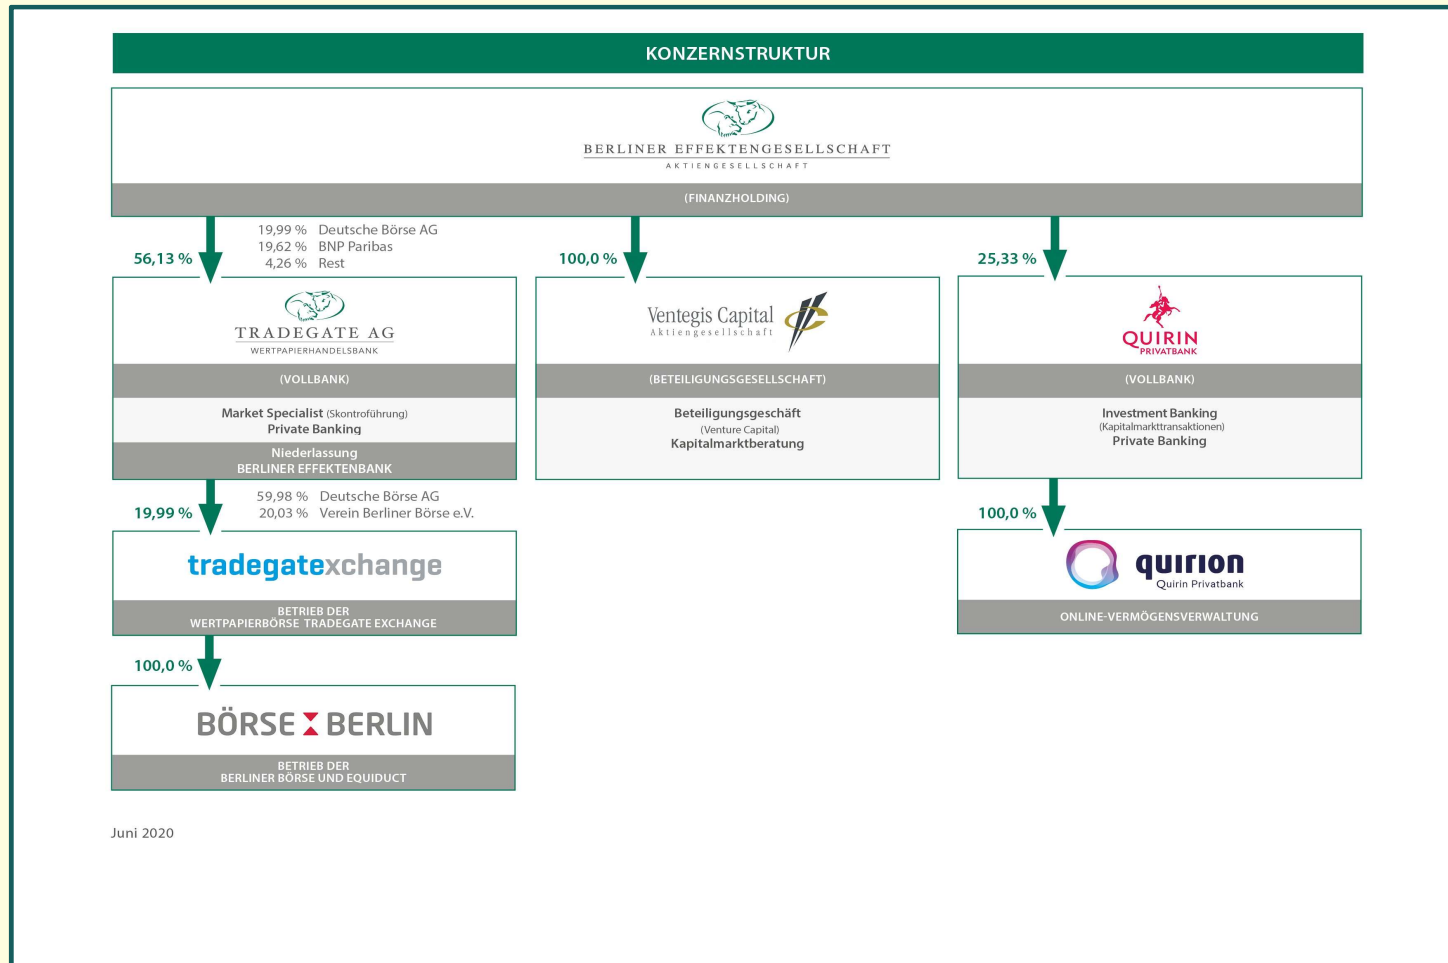 KONZERNSTRUKTUR
BERLINER EFFEKTENGESELLSCHAFT
AKTIENGESELLSCHAFT
(FINANZHOLDING)
56,13 %
19,99 % Deutsche Börse AG
19,62 % BNP Paribas
4,26 % Rest
100,0 %
25,33 %
TRADEGATE AG
WERTPAPIERHANDELSBANK
(VOLLBANK)
Market Specialist (Skontroführung)
Private Banking
Niederlassung
BERLINER EFFEKTENBANK
Ventegis Capital
Aktiengesellschaft
(BETEILIGUNGSGESELLSCHAFT)
Beteiligungsgeschäft
(Venture Capital)
Kapitalmarktberatung
QUIRIN
PRIVATBANK
(VOLLBANK)
Investment Banking
(Kapitalmarkttransaktionen)
Private Banking
19,99 %
59,98 % Deutsche Börse AG
20,03 % Verein Berliner Börse e.V.
100,0 %
tradegatexchange
BETRIEB DER
WERTPAPIERBÖRSE TRADEGATE EXCHANGE
quirion
Quirin Privatbank
ONLINE-VERMÖGENSVERWALTUNG
100,0 %
BÖRSE BERLIN
BETRIEB DER
BERLINER BÖRSE UND EQUIDUCT
Juni 2020